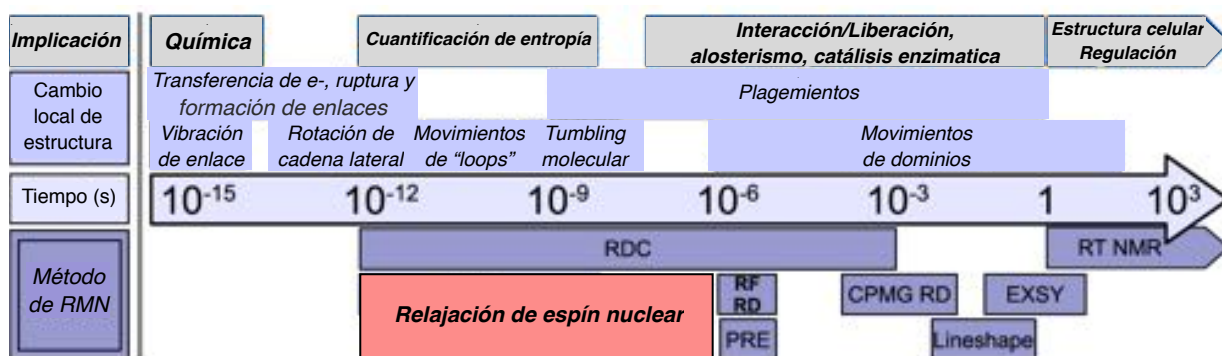 Implicación
Química
Cuantificación de entropía
Interacción/Liberación,
alosterismo, catálisis enzimatica
Estructura celular
Regulación
Cambio
local de
estructura
Transferencia de e-, ruptura y
formación de enlaces
Plagemientos
Vibración
de enlace
Rotación de
cadena lateral
Movimientos
de “loops”
Tumbling
molecular
Movimientos
de dominios
Tiempo (s)
10⁻¹⁵
10⁻¹²
10⁻⁹
10⁻⁶
10⁻³
1
10³
Método
de RMN
RDC
RT NMR
Relajación de espín nuclear
RF
RD
CPMG RD
EXSY
PRE
Lineshape